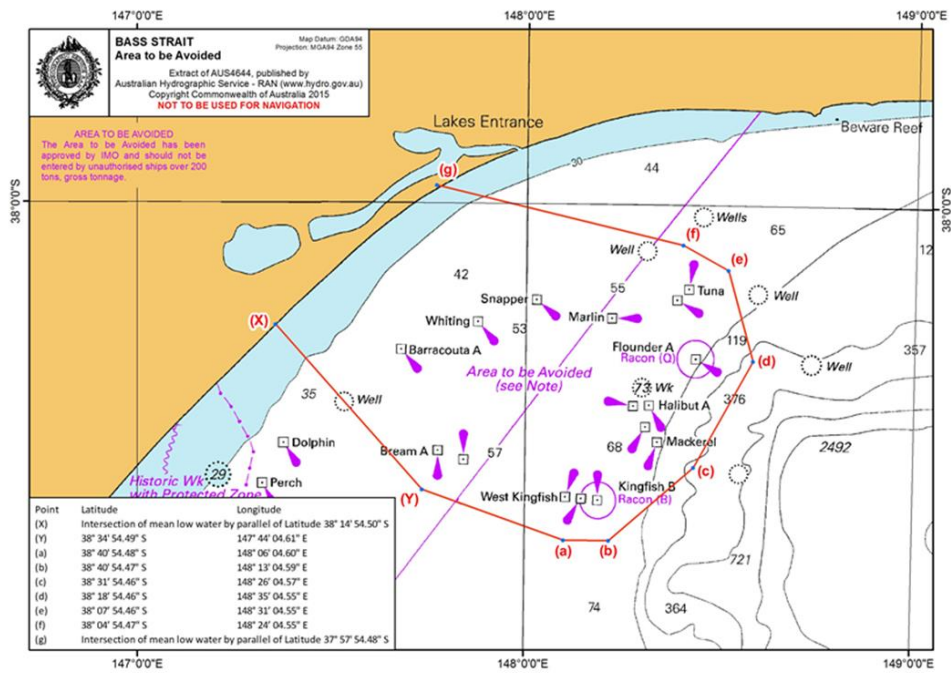 147°0'0"E
148°0'0"E
149°0'0"E
BASS STRAIT
Area to be Avoided
Map Datum: GDA94
Projection: MGA94 Zone 55
Extract of AUS4644, published by
Australian Hydrographic Service - RAN (www.hydro.gov.au)
Copyright Commonwealth of Australia 2015
NOT TO BE USED FOR NAVIGATION
AREA TO BE AVOIDED
The Area to be Avoided has been
approved by IMO and should not be
entered by unauthorised ships over 200
tons, gross tonnage.
Lakes Entrance
Beware Reef
30
44
(g)
38°0'0"S
38°0'0"S
Wells
65
(f)
12
Well
(e)
42
55
Tuna
Well
Snapper
(X)
Whiting
53
Marlin
119
Barracouta A
Flounder A
Racon (Q)
357
(d)
Well
Area to be Avoided
(see Note)
35
Well
73 Wk
376
Halibut A
Dolphin
Bream A
57
68
Mackerel
2492
29
Historic Wk
with Protected Zone
Perch
(Y)
West Kingfish
Kingfish B
Racon (B)
(c)
(a)
(b)
721
74
364
Point Latitude Longitude
(X) Intersection of mean low water by parallel of Latitude 38° 14' 54.50" S
(Y) 38° 34' 54.49" S 147° 44' 04.61" E
(a) 38° 40' 54.48" S 148° 06' 04.60" E
(b) 38° 40' 54.47" S 148° 13' 04.59" E
(c) 38° 31' 54.46" S 148° 26' 04.57" E
(d) 38° 18' 54.46" S 148° 35' 04.55" E
(e) 38° 07' 54.46" S 148° 31' 04.55" E
(f) 38° 04' 54.47" S 148° 24' 04.55" E
(g) Intersection of mean low water by parallel of Latitude 37° 57' 54.48" S
147°0'0"E
148°0'0"E
149°0'0"E